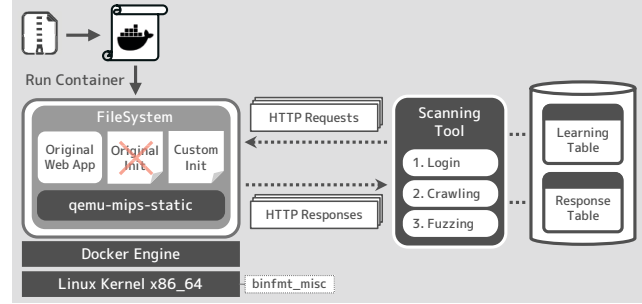 Run Container
FileSystem
Original
Web App
Original
Init
Custom
Init
qemu-mips-static
Docker Engine
Linux Kernel x86_64
binfmt_misc
HTTP Requests
HTTP Responses
Scanning
Tool
1. Login
2. Crawling
3. Fuzzing
Learning
Table
Response
Table